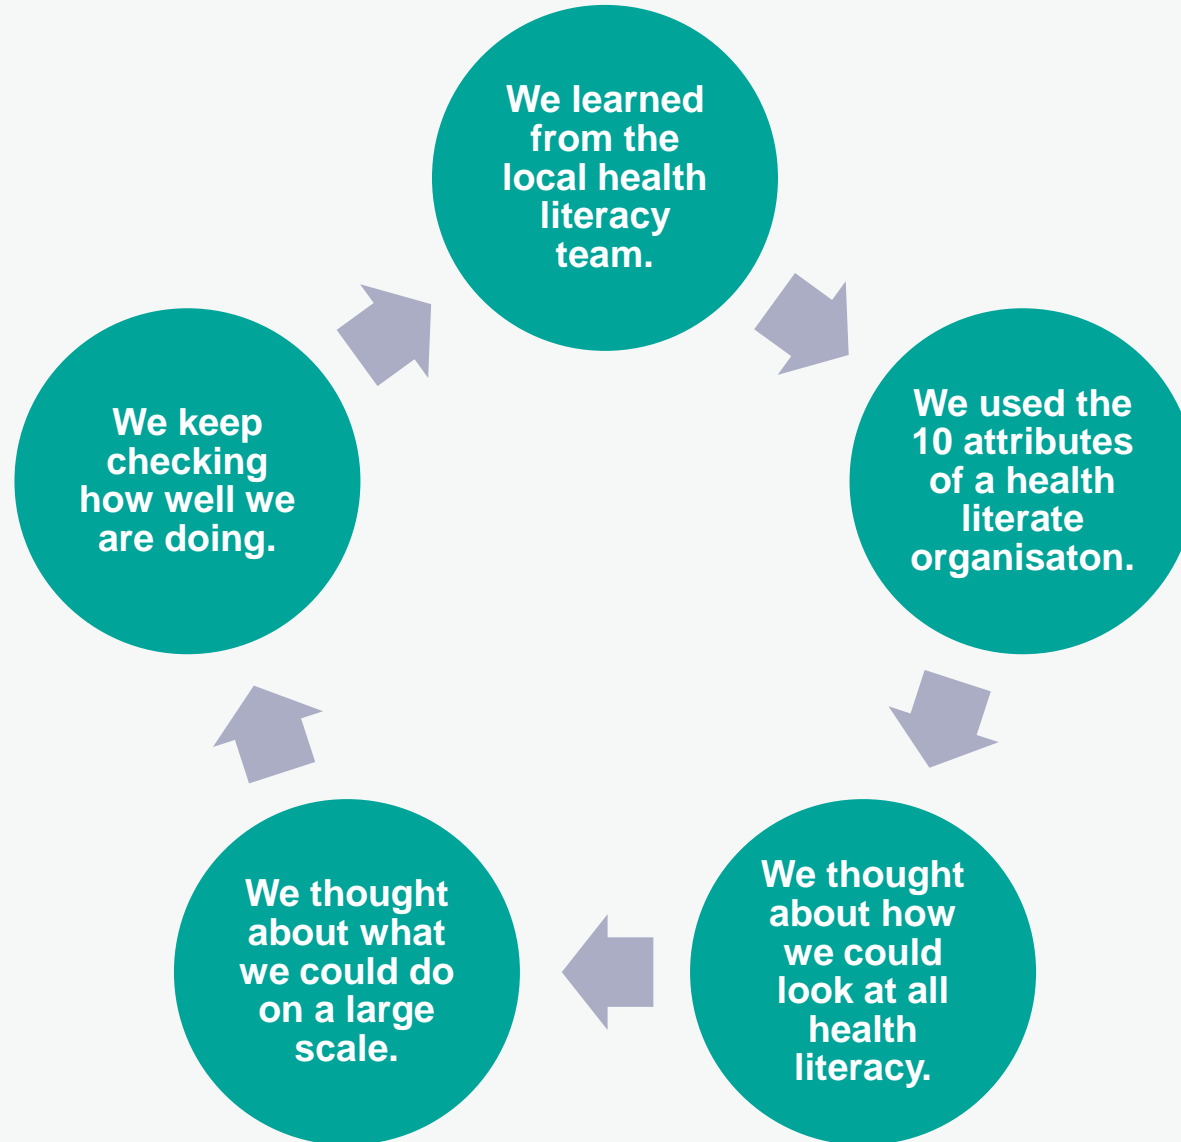 We learned
from the
local health
literacy
team.
We used the
10 attributes
of a health
literate
organisaton.
We thought
about how
we could
look at all
health
literacy.
We thought
about what
we could do
on a large
scale.
We keep
checking
how well we
are doing.